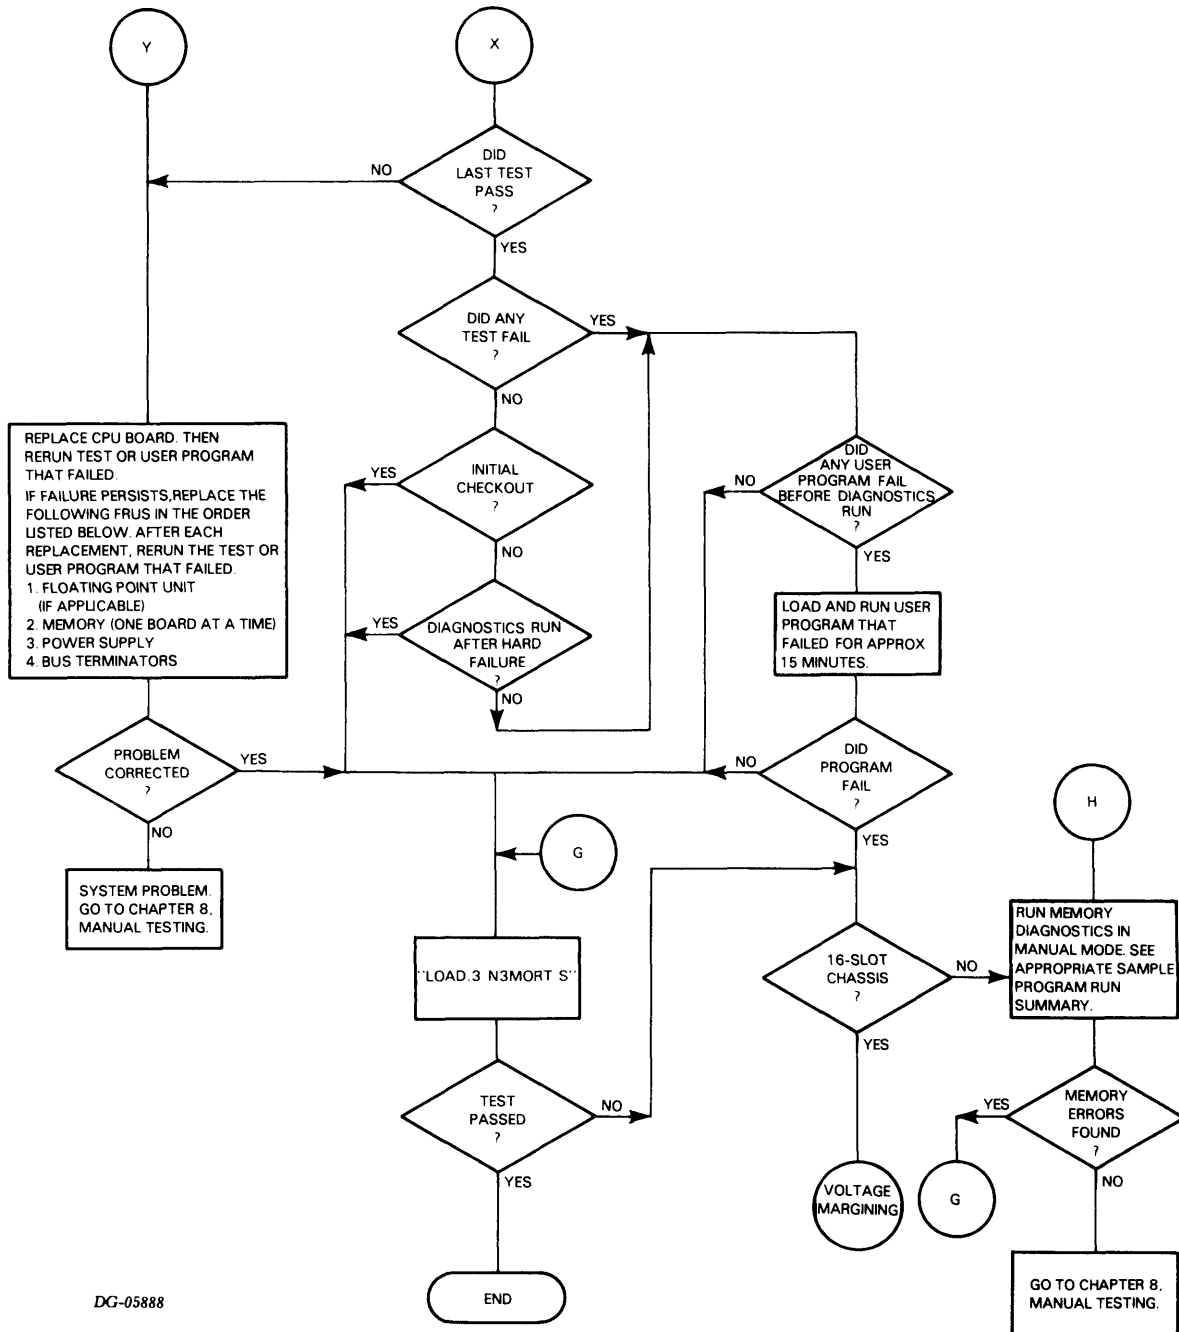 Y
X
DID
LAST TEST
PASS
?
NO
YES
DID ANY
TEST FAIL
?
YES
NO
REPLACE CPU BOARD. THEN
RERUN TEST OR USER PROGRAM
THAT FAILED.
IF FAILURE PERSISTS,REPLACE THE
FOLLOWING FRUS IN THE ORDER
LISTED BELOW. AFTER EACH
REPLACEMENT, RERUN THE TEST OR
USER PROGRAM THAT FAILED.
1. FLOATING POINT UNIT
(IF APPLICABLE)
2. MEMORY (ONE BOARD AT A TIME)
3. POWER SUPPLY
4. BUS TERMINATORS
INITIAL
CHECKOUT
?
YES
NO
DID
ANY USER
PROGRAM FAIL
BEFORE DIAGNOSTICS
RUN
?
NO
YES
DIAGNOSTICS RUN
AFTER HARD
FAILURE
?
YES
NO
LOAD AND RUN USER
PROGRAM THAT
FAILED FOR APPROX
15 MINUTES.
PROBLEM
CORRECTED
?
YES
NO
DID
PROGRAM
FAIL
?
NO
YES
H
G
SYSTEM PROBLEM.
GO TO CHAPTER 8,
MANUAL TESTING.
"LOAD.3 N3MORT S"
16-SLOT
CHASSIS
?
NO
YES
RUN MEMORY
DIAGNOSTICS IN
MANUAL MODE. SEE
APPROPRIATE SAMPLE
PROGRAM RUN
SUMMARY.
TEST
PASSED
?
NO
YES
MEMORY
ERRORS
FOUND
?
YES
NO
VOLTAGE
MARGINING
G
END
GO TO CHAPTER 8,
MANUAL TESTING.
DG-05888